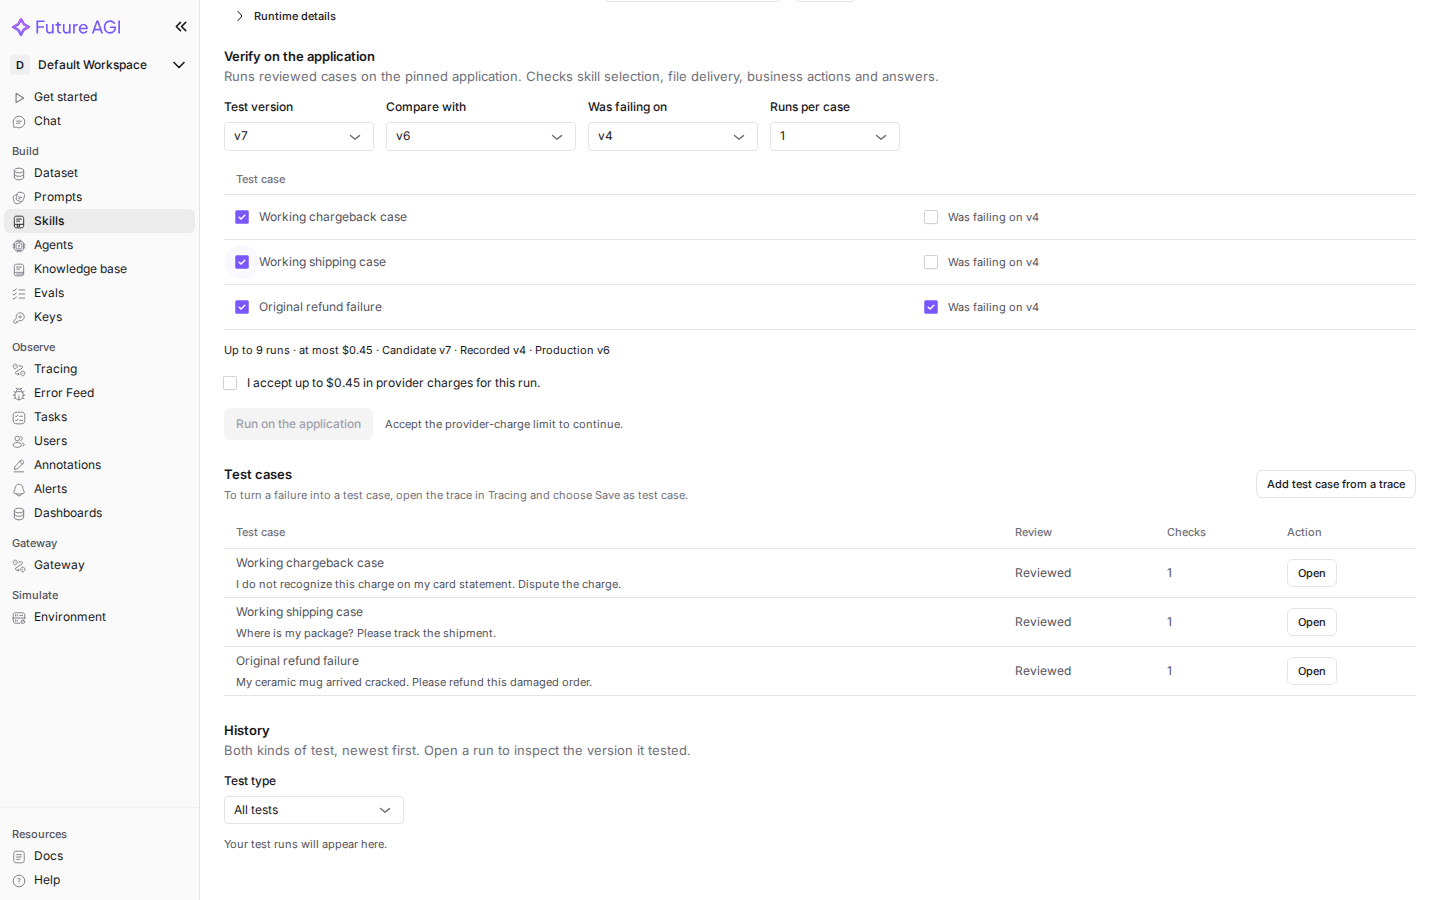 Future AGI
D Default Workspace
Get started
Chat
Build
Dataset
Prompts
Skills
Agents
Knowledge base
Evals
Keys
Observe
Tracing
Error Feed
Tasks
Users
Annotations
Alerts
Dashboards
Gateway
Gateway
Simulate
Environment
Resources
Docs
Help
Runtime details
Verify on the application
Runs reviewed cases on the pinned application. Checks skill selection, file delivery, business actions and answers.
Test version Compare with Was failing on Runs per case
v7 v6 v4 1
Test case
Working chargeback case Was failing on v4
Working shipping case Was failing on v4
Original refund failure Was failing on v4
Up to 9 runs · at most $0.45 · Candidate v7 · Recorded v4 · Production v6
I accept up to $0.45 in provider charges for this run.
Run on the application Accept the provider-charge limit to continue.
Test cases
To turn a failure into a test case, open the trace in Tracing and choose Save as test case.
Add test case from a trace
Test case Review Checks Action
Working chargeback case
I do not recognize this charge on my card statement. Dispute the charge.
Reviewed 1 Open
Working shipping case
Where is my package? Please track the shipment.
Reviewed 1 Open
Original refund failure
My ceramic mug arrived cracked. Please refund this damaged order.
Reviewed 1 Open
History
Both kinds of test, newest first. Open a run to inspect the version it tested.
Test type
All tests
Your test runs will appear here.